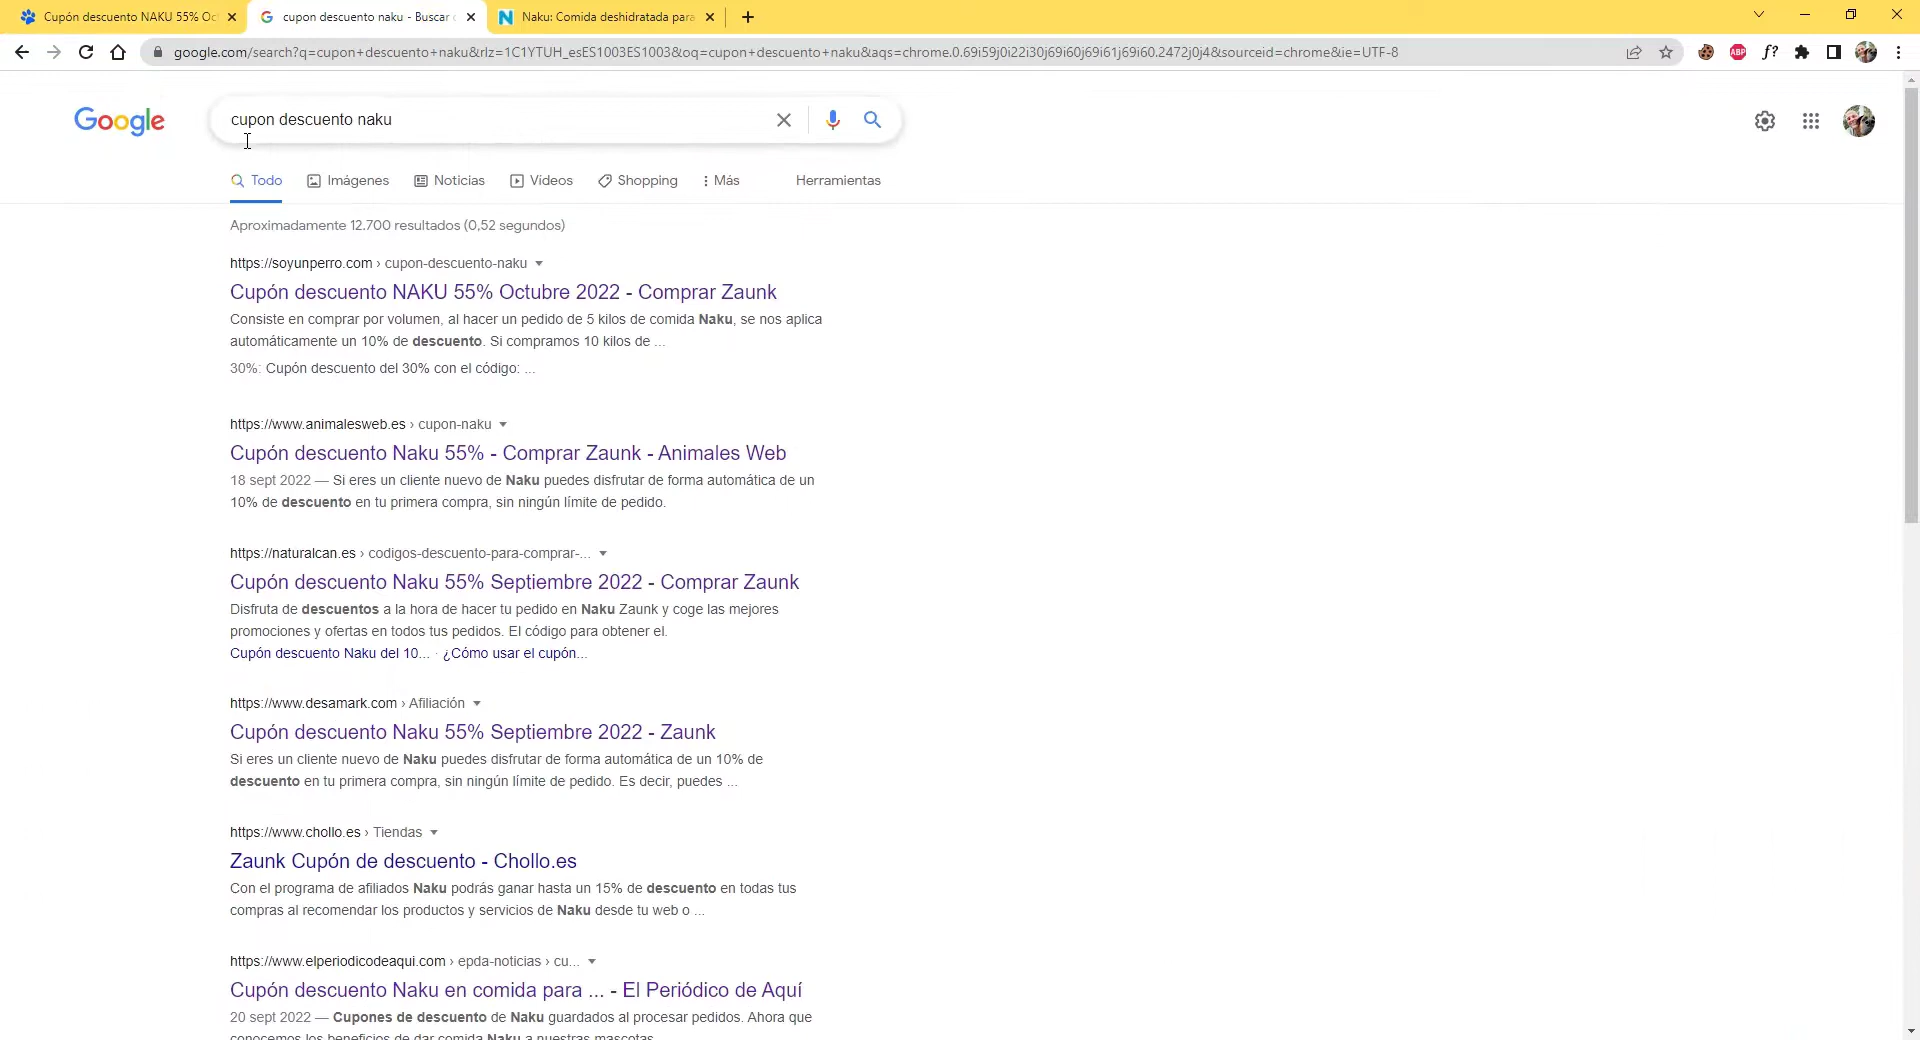 Cupón descuento NAKU 55% Oct
cupon descuento naku - Buscar
Naku: Comida deshidratada para
google.com/search?q=cupon+descuento+naku&rlz=1C1YTUH_esES1003ES1003&oq=cupon+descuento+naku&aqs=chrome.0.69i59j0i22i30j69i60j69i61j69i60.2472j0j4&sourceid=chrome&ie=UTF-8
ABP
f?
Google
cupon descuento naku
Todo
Imágenes
Noticias
Vídeos
Shopping
Más
Herramientas
Aproximadamente 12.700 resultados (0,52 segundos)
https://soyunperro.com › cupon-descuento-naku
Cupón descuento NAKU 55% Octubre 2022 - Comprar Zaunk
Consiste en comprar por volumen, al hacer un pedido de 5 kilos de comida Naku, se nos aplica
automáticamente un 10% de descuento. Si compramos 10 kilos de ...
30%: Cupón descuento del 30% con el código: ...
https://www.animalesweb.es › cupon-naku
Cupón descuento Naku 55% - Comprar Zaunk - Animales Web
18 sept 2022 — Si eres un cliente nuevo de Naku puedes disfrutar de forma automática de un
10% de descuento en tu primera compra, sin ningún límite de pedido.
https://naturalcan.es › codigos-descuento-para-comprar-...
Cupón descuento Naku 55% Septiembre 2022 - Comprar Zaunk
Disfruta de descuentos a la hora de hacer tu pedido en Naku Zaunk y coge las mejores
promociones y ofertas en todos tus pedidos. El código para obtener el.
Cupón descuento Naku del 10... · ¿Cómo usar el cupón...
https://www.desamark.com › Afiliación
Cupón descuento Naku 55% Septiembre 2022 - Zaunk
Si eres un cliente nuevo de Naku puedes disfrutar de forma automática de un 10% de
descuento en tu primera compra, sin ningún límite de pedido. Es decir, puedes ...
https://www.chollo.es › Tiendas
Zaunk Cupón de descuento - Chollo.es
Con el programa de afiliados Naku podrás ganar hasta un 15% de descuento en todas tus
compras al recomendar los productos y servicios de Naku desde tu web o ...
https://www.elperiodicodeaqui.com › epda-noticias › cu...
Cupón descuento Naku en comida para ... - El Periódico de Aquí
20 sept 2022 — Cupones de descuento de Naku guardados al procesar pedidos. Ahora que
conocemos los beneficios de dar comida Naku a nuestras mascotas